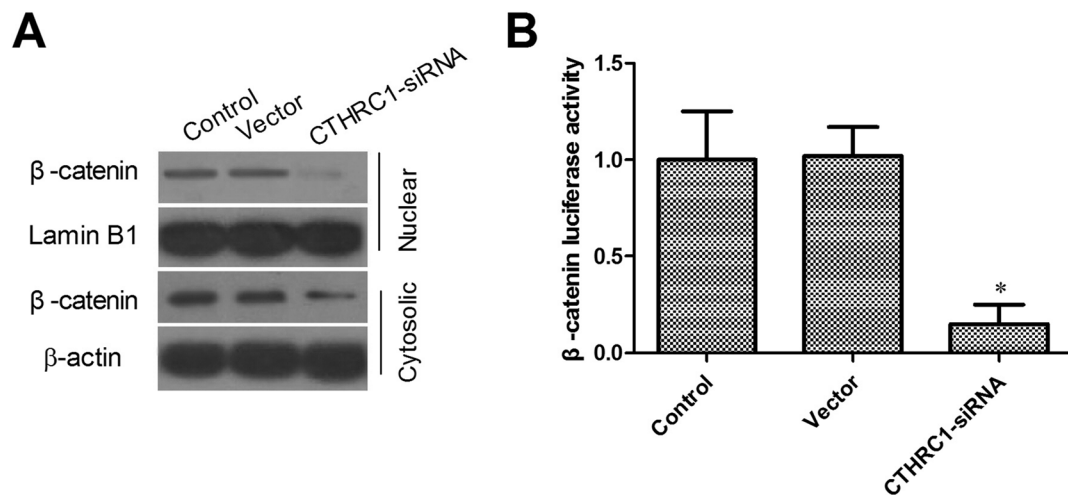 A
Control
Vector
CTHRC1-siRNA
β-catenin
Lamin B1
Nuclear
β-catenin
β-actin
Cytosolic
B
β-catenin luciferase activity
1.5
1.0
0.5
0.0
*
Control
Vector
CTHRC1-siRNA